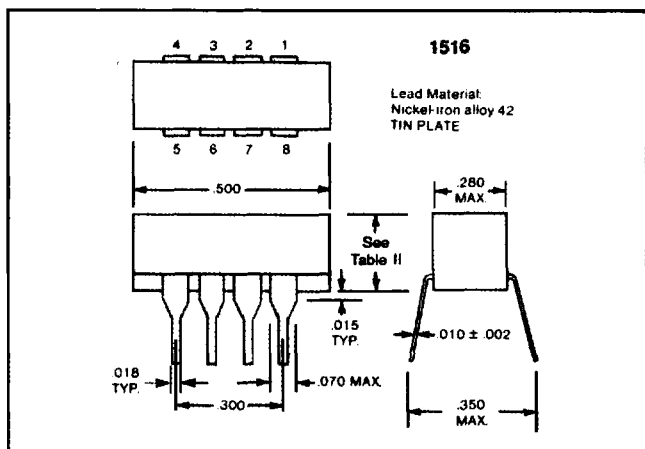 4 3 2 1
1516
Lead Material:
Nickel-iron alloy 42
TIN PLATE
5 6 7 8
.500
.280
MAX.
See
Table II
.015
TYP.
.010 ± .002
.018
TYP.
.070 MAX.
.300
.350
MAX.